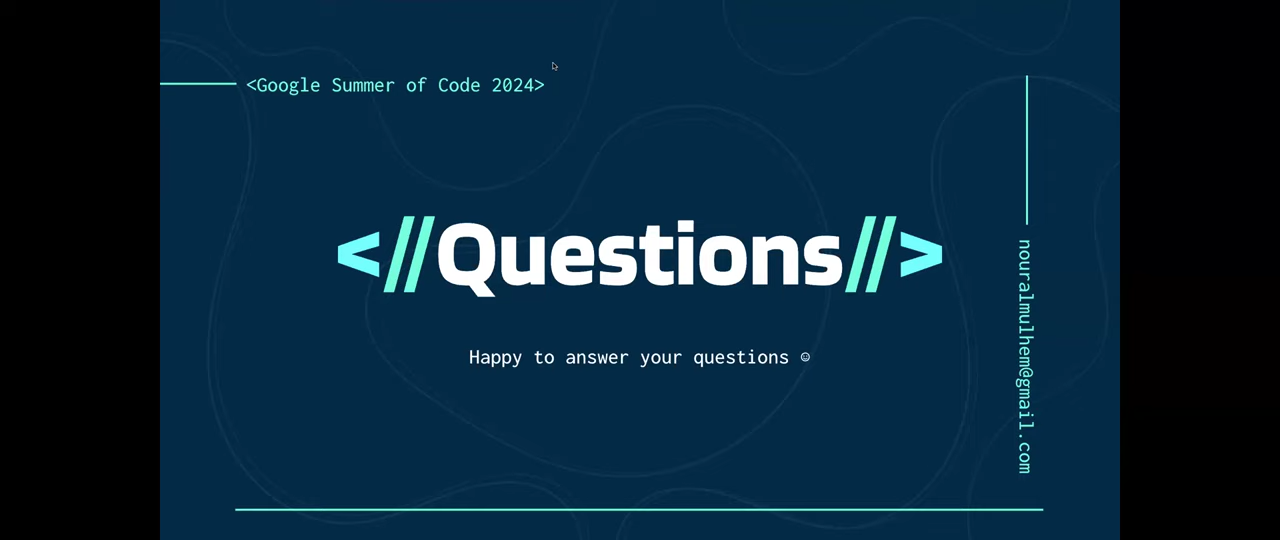 <Google Summer of Code 2024>
<//Questions//>
Happy to answer your questions ☺
nouralmulhem@gmail.com